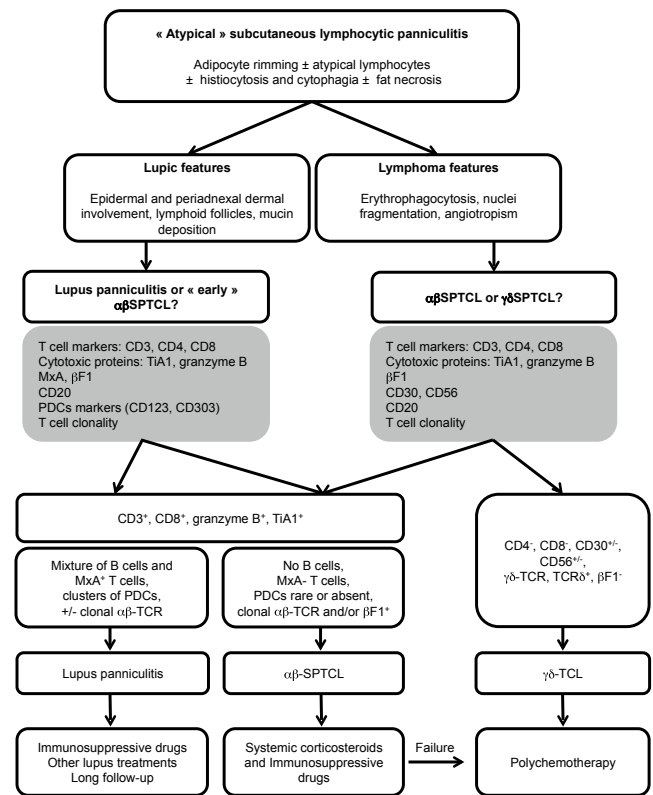 « Atypical » subcutaneous lymphocytic panniculitis
Adipocyte rimming ± atypical lymphocytes
± histiocytosis and cytophagia ± fat necrosis
Lupic features
Epidermal and periadnexal dermal
involvement, lymphoid follicles, mucin
deposition
Lymphoma features
Erythrophagocytosis, nuclei
fragmentation, angiotropism
Lupus panniculitis or « early »
αβSPTCL?
αβSPTCL or γδSPTCL?
T cell markers: CD3, CD4, CD8
Cytotoxic proteins: TiA1, granzyme B
MxA, βF1
CD20
PDCs markers (CD123, CD303)
T cell clonality
T cell markers: CD3, CD4, CD8
Cytotoxic proteins: TiA1, granzyme B
βF1
CD30, CD56
CD20
T cell clonality
CD3⁺, CD8⁺, granzyme B⁺, TiA1⁺
Mixture of B cells and
MxA⁺ T cells,
clusters of PDCs,
+/- clonal αβ-TCR
No B cells,
MxA- T cells,
PDCs rare or absent,
clonal αβ-TCR and/or βF1⁺
CD4⁻, CD8⁻, CD30⁺/⁻,
CD56⁺/⁻,
γδ-TCR, TCRδ⁺, βF1⁻
Lupus panniculitis
αβ-SPTCL
γδ-TCL
Immunosuppressive drugs
Other lupus treatments
Long follow-up
Systemic corticosteroids
and Immunosuppressive
drugs
Failure
Polychemotherapy